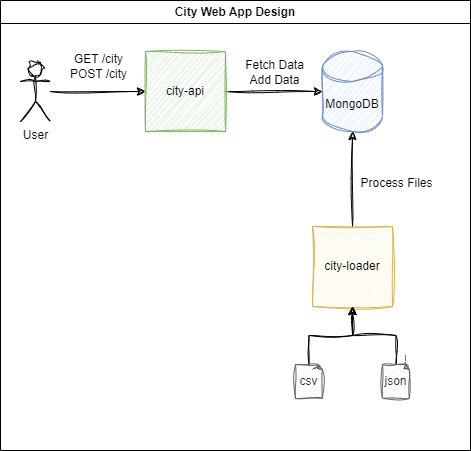 City Web App Design
GET /city
POST /city
User
city-api
Fetch Data
Add Data
MongoDB
Process Files
city-loader
csv
json